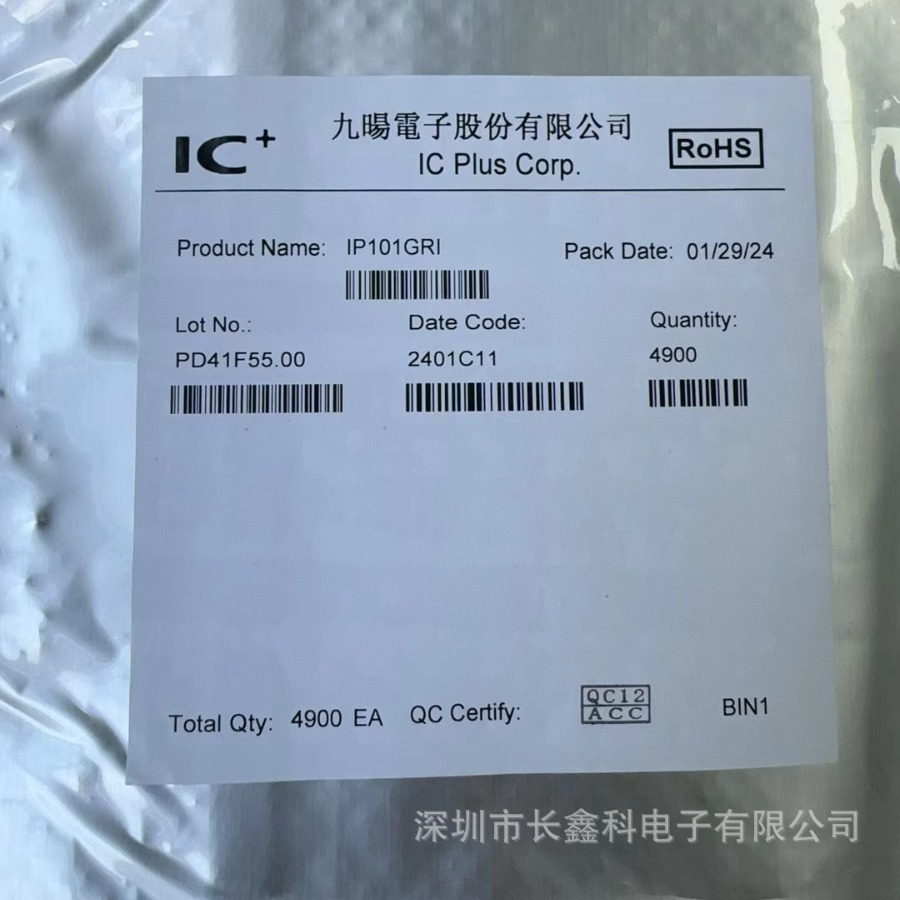 IC+
九暘電子股份有限公司
IC Plus Corp.
RoHS
Product Name: IP101GRI
Pack Date: 01/29/24
Lot No.: Date Code: Quantity:
PD41F55.00 2401C11 4900
Total Qty: 4900 EA QC Certify: QC12 BIN1
ACC
深圳市长鑫科电子有限公司